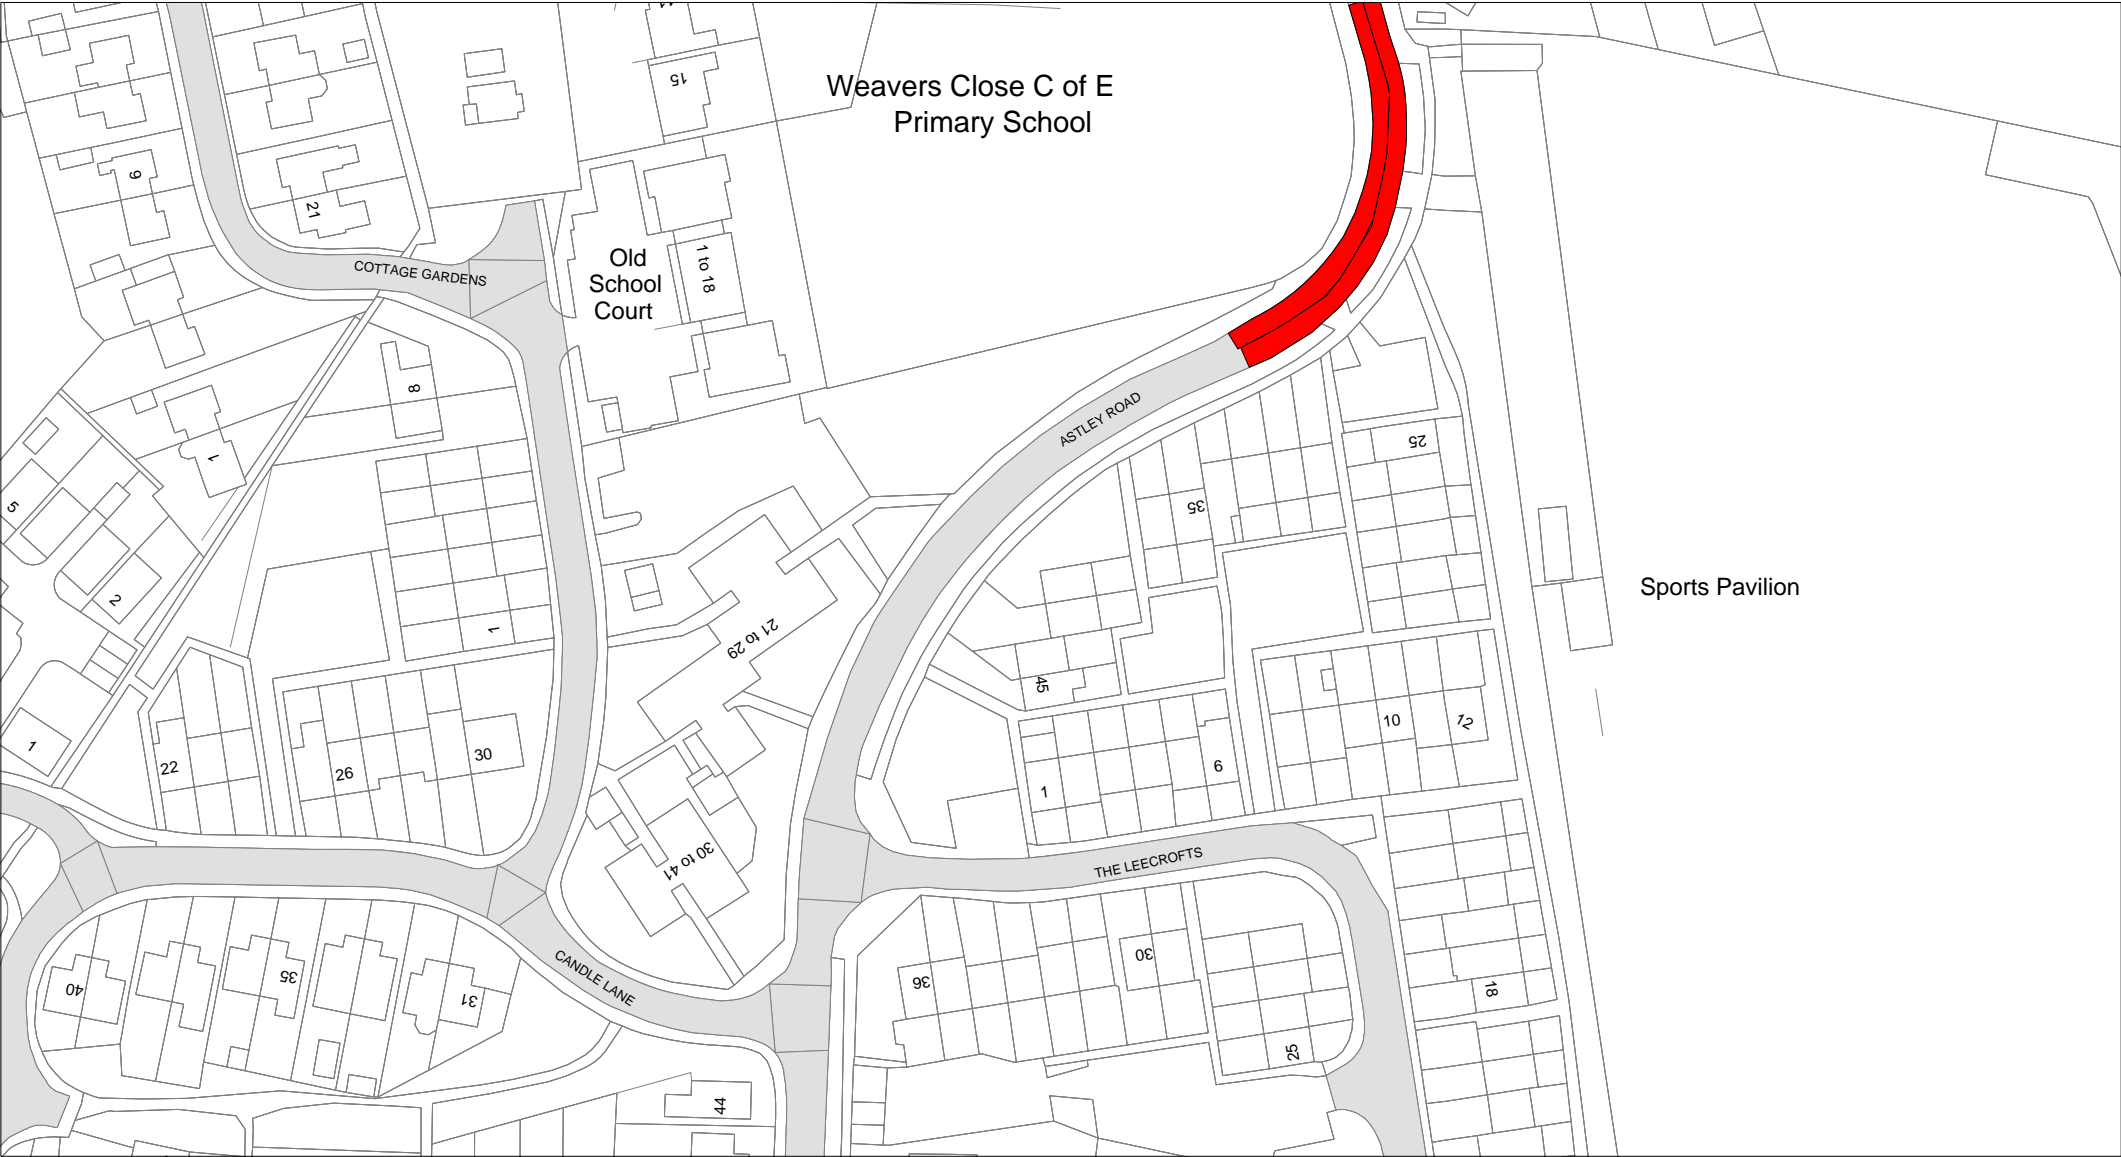 Weavers Close C of E
Primary School
15
9
21
COTTAGE GARDENS
Old
School
Court
1 to 18
8
1
5
2
1
ASTLEY ROAD
25
35
Sports Pavilion
1
21 to 29
45
22
26
30
1
6
10
12
30 to 41
THE LEECROFTS
CANDLE LANE
40
35
31
36
30
18
25
44